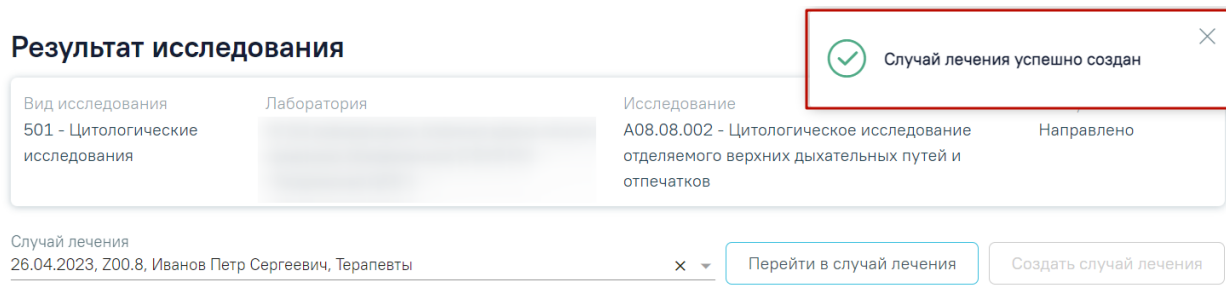 Результат исследования
Случай лечения успешно создан
Вид исследования
501 - Цитологические
исследования
Лаборатория
Исследование
A08.08.002 - Цитологическое исследование
отделяемого верхних дыхательных путей и
отпечатков
Направлено
Случай лечения
26.04.2023, Z00.8, Иванов Петр Сергеевич, Терапевты
Перейти в случай лечения
Создать случай лечения